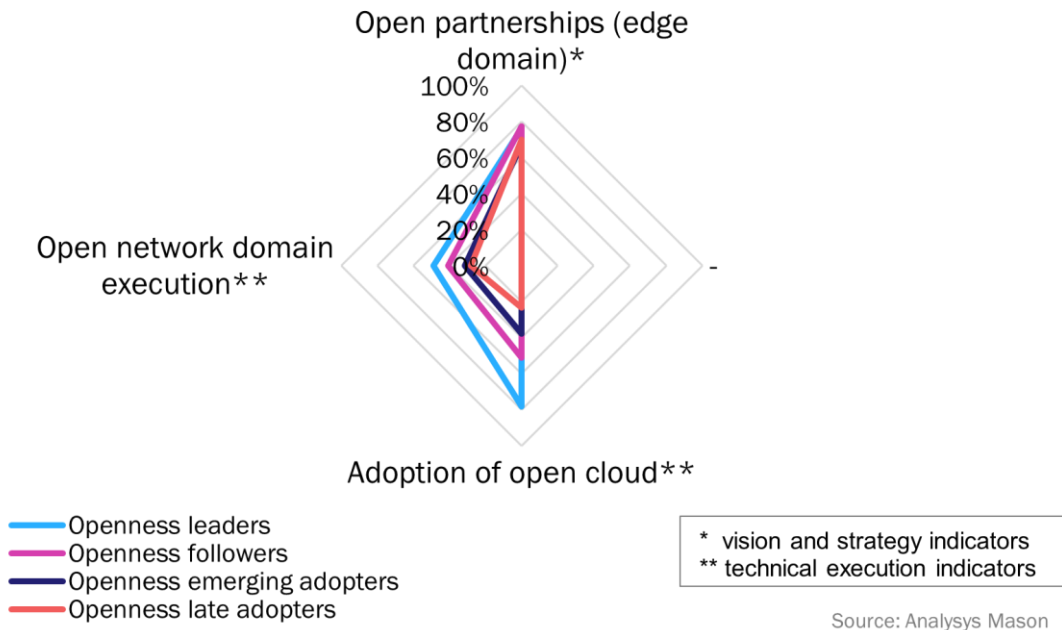 Open partnerships (edge
domain)*
100%
80%
60%
40%
20%
0%
Open network domain
execution**
-
Adoption of open cloud**
Openness leaders
Openness followers
Openness emerging adopters
Openness late adopters
* vision and strategy indicators
** technical execution indicators
Source: Analysys Mason